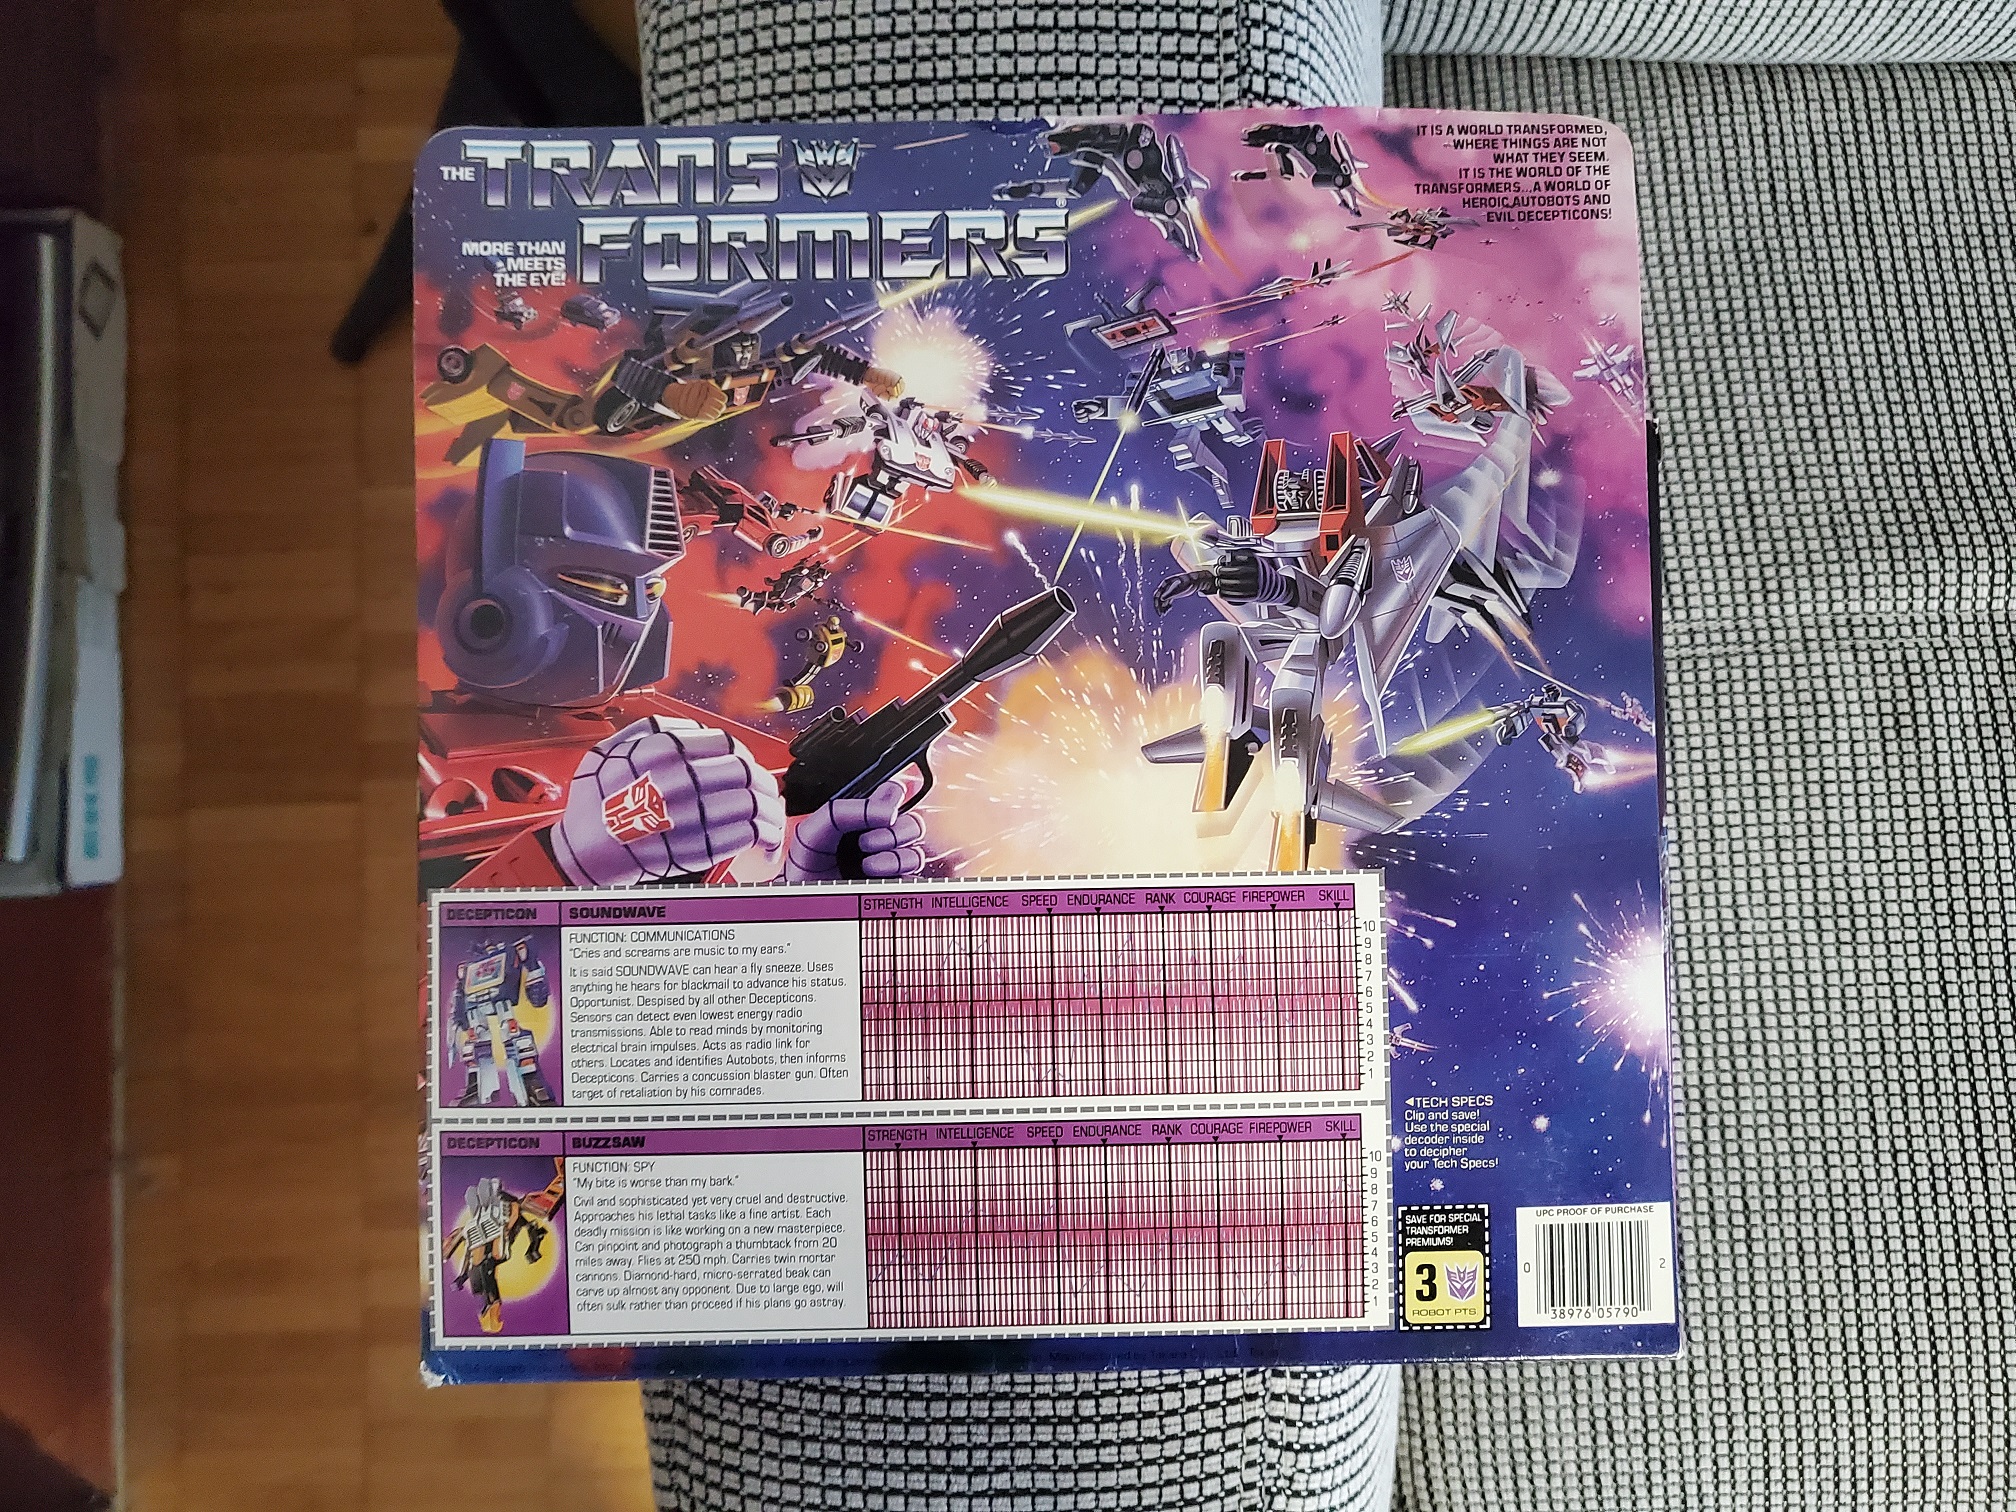 THE TRANS
FORMERS®
MORE THAN
MEETS
THE EYE!
IT IS A WORLD TRANSFORMED,
WHERE THINGS ARE NOT
WHAT THEY SEEM.
IT IS THE WORLD OF THE
TRANSFORMERS...A WORLD OF
HEROIC AUTOBOTS AND
EVIL DECEPTICONS!
DECEPTICON SOUNDWAVE
FUNCTION: COMMUNICATIONS
"Cries and screams are music to my ears."
It is said SOUNDWAVE can hear a fly sneeze. Uses
anything he hears for blackmail to advance his status.
Opportunist. Despised by all other Decepticons.
Sensors can detect even lowest energy radio
transmissions. Able to read minds by monitoring
electrical brain impulses. Acts as radio link for
others. Locates and identifies Autobots, then informs
Decepticons. Carries a concussion blaster gun. Often
target of retaliation by his comrades.
STRENGTH INTELLIGENCE SPEED ENDURANCE RANK COURAGE FIREPOWER SKILL
10
9
8
7
6
5
4
3
2
1
DECEPTICON BUZZSAW
FUNCTION: SPY
"My bite is worse than my bark."
Civil and sophisticated yet very cruel and destructive.
Approaches his lethal tasks like a fine artist. Each
deadly mission is like working on a new masterpiece.
Can pinpoint and photograph a thumbtack from 20
miles away. Flies at 250 mph. Carries twin mortar
cannons. Diamond-hard, micro-serrated beak can
carve up almost any opponent. Due to large ego, will
often sulk rather than proceed if his plans go astray.
STRENGTH INTELLIGENCE SPEED ENDURANCE RANK COURAGE FIREPOWER SKILL
10
9
8
7
6
5
4
3
2
1
◄TECH SPECS
Clip and save!
Use the special
decoder inside
to decipher
your Tech Specs!
SAVE FOR SPECIAL
TRANSFORMER
PREMIUMS!
3
ROBOT PTS
UPC PROOF OF PURCHASE
0 38976 05790 2
Manufactured by Takara Co., Ltd.